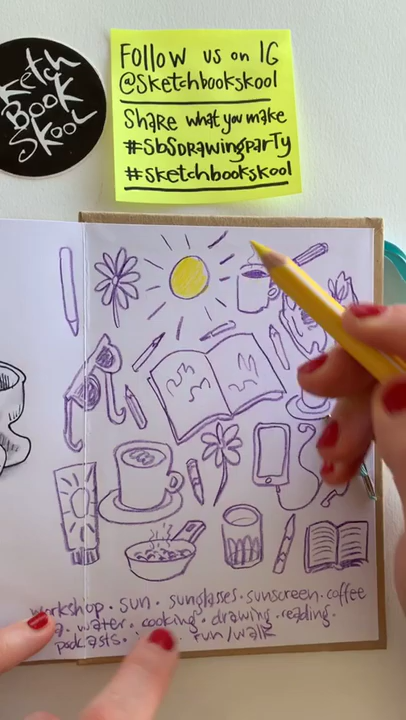 Sketch
Book
Skool
Follow us on IG
@Sketchbookskool
Share what you make
#SbSDrawingParty
#sketchbookskool
workshop · sun · sunglasses · sunscreen · coffee
water · cooking · drawing · reading ·
podcasts · run/walk